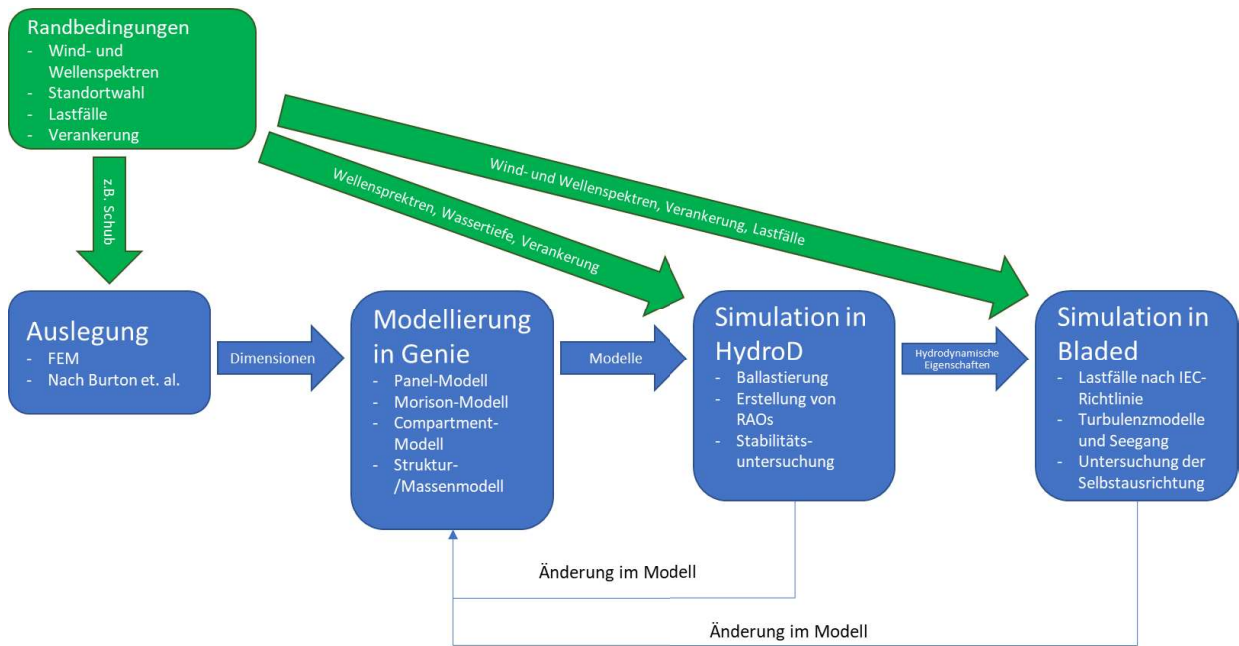 Randbedingungen
- Wind- und
Wellenspektren
- Standortwahl
- Lastfälle
- Verankerung
z.B. Schub
Wind- und Wellenspektren, Verankerung, Lastfälle
Wellensprektren, Wassertiefe, Verankerung
Auslegung
- FEM
- Nach Burton et. al.
Dimensionen
Modellierung
in Genie
- Panel-Modell
- Morison-Modell
- Compartment-
Modell
- Struktur-
/Massenmodell
Modelle
Simulation in
HydroD
- Ballastierung
- Erstellung von
RAOs
- Stabilitäts-
untersuchung
Hydrodynamische
Eigenschaften
Simulation in
Bladed
- Lastfälle nach IEC-
Richtlinie
- Turbulenzmodelle
und Seegang
- Untersuchung der
Selbstausrichtung
Änderung im Modell
Änderung im Modell